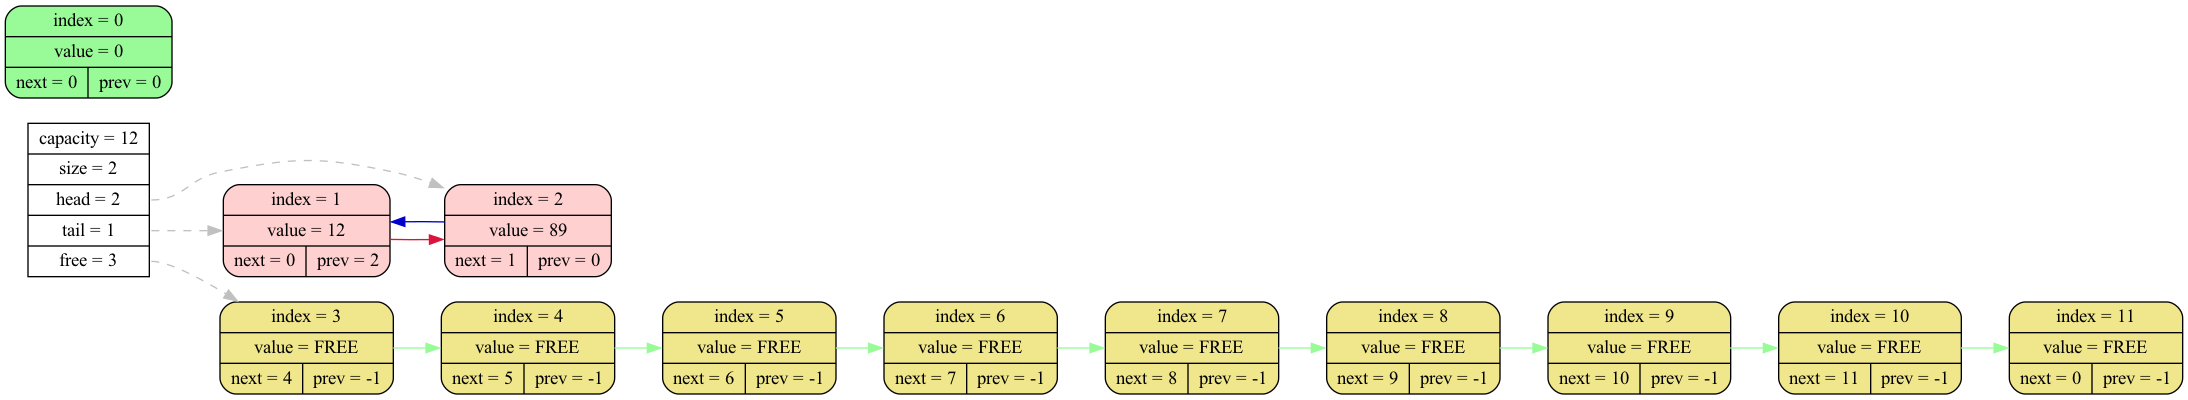 index = 0
value = 0
next = 0 prev = 0
capacity = 12
size = 2
head = 2
tail = 1
free = 3
index = 1
value = 12
next = 0 prev = 2
index = 2
value = 89
next = 1 prev = 0
index = 3
value = FREE
next = 4 prev = -1
index = 4
value = FREE
next = 5 prev = -1
index = 5
value = FREE
next = 6 prev = -1
index = 6
value = FREE
next = 7 prev = -1
index = 7
value = FREE
next = 8 prev = -1
index = 8
value = FREE
next = 9 prev = -1
index = 9
value = FREE
next = 10 prev = -1
index = 10
value = FREE
next = 11 prev = -1
index = 11
value = FREE
next = 0 prev = -1